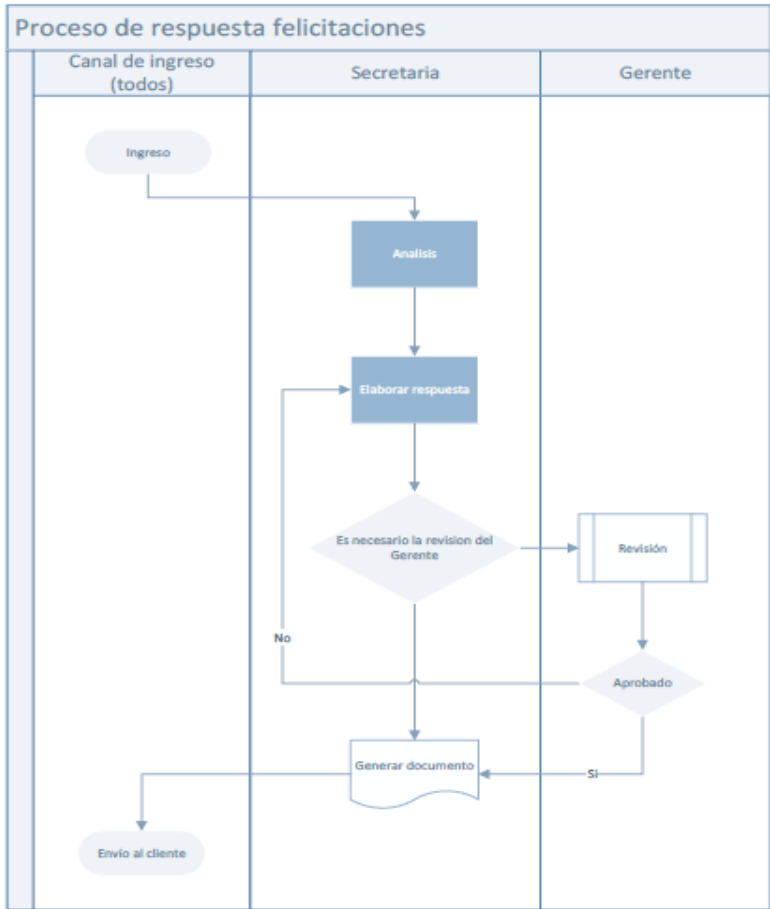 Proceso de respuesta felicitaciones
Canal de ingreso
(todos)
Secretaria
Gerente
Ingreso
Analisis
Elaborar respuesta
Es necesario la revision del
Gerente
Revisión
No
Aprobado
Generar documento
Si
Envío al cliente